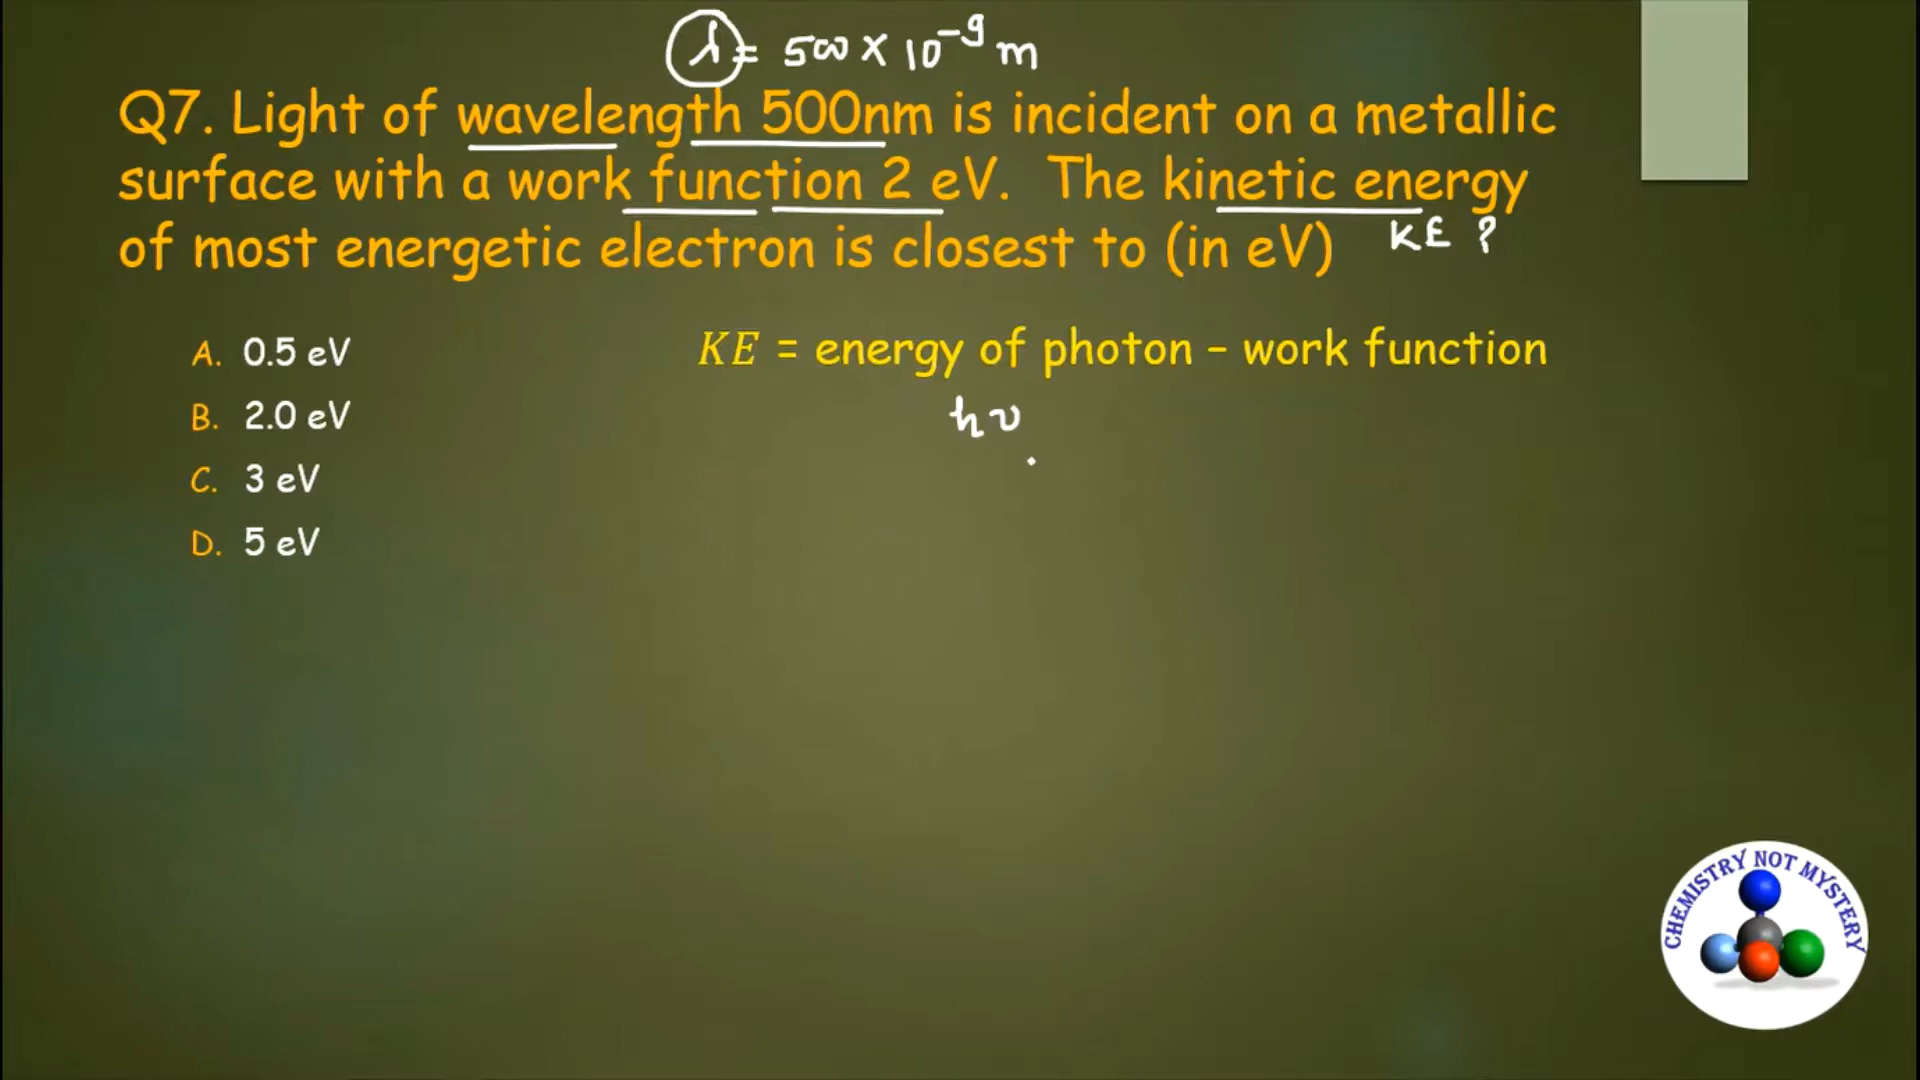 λ = 500 × 10⁻⁹ m
Q7. Light of wavelength 500nm is incident on a metallic
surface with a work function 2 eV. The kinetic energy
of most energetic electron is closest to (in eV)
KE ?
A. 0.5 eV
B. 2.0 eV
C. 3 eV
D. 5 eV
KE = energy of photon – work function
hν
CHEMISTRY NOT MYSTERY